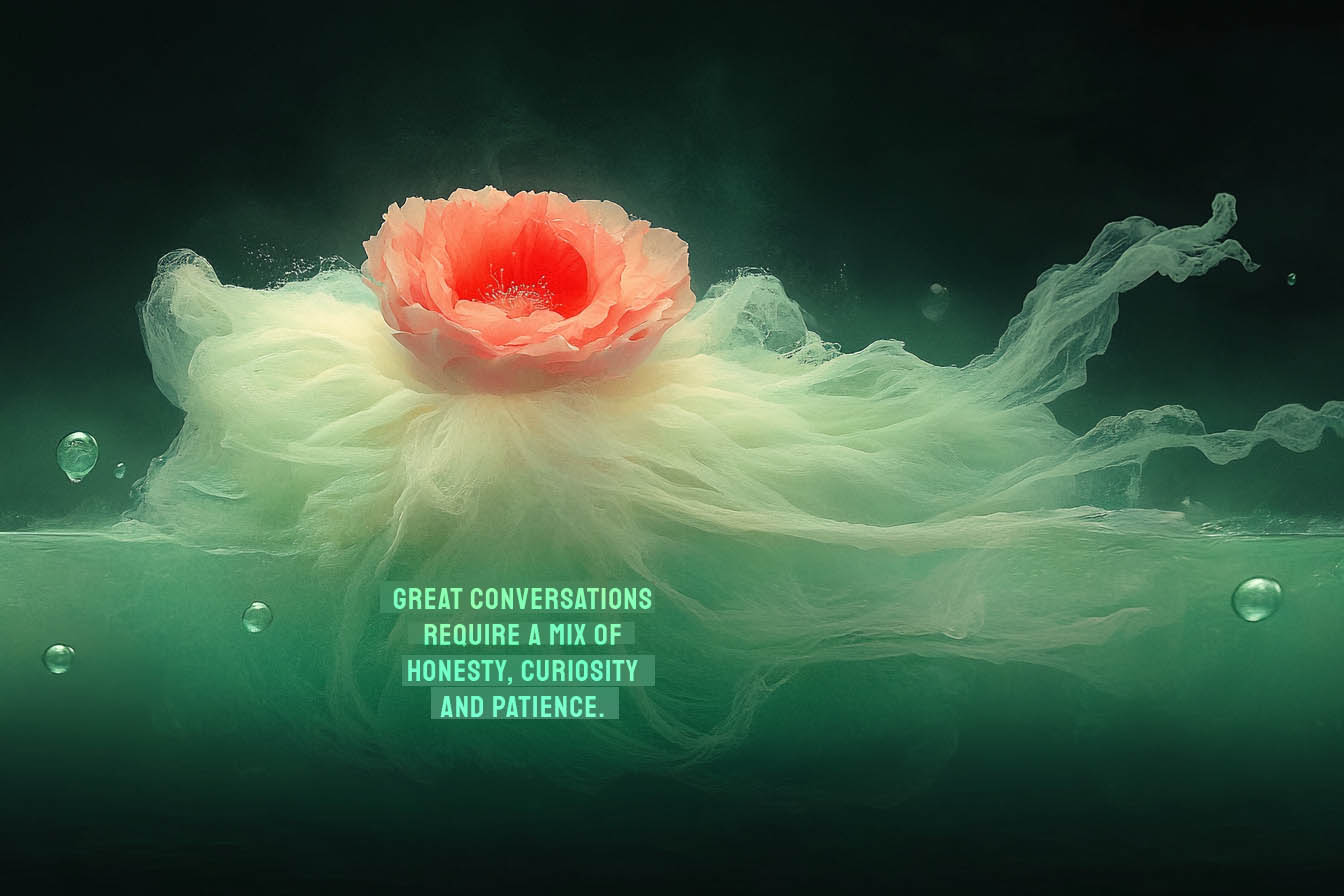 GREAT CONVERSATIONS
REQUIRE A MIX OF
HONESTY, CURIOSITY
AND PATIENCE.